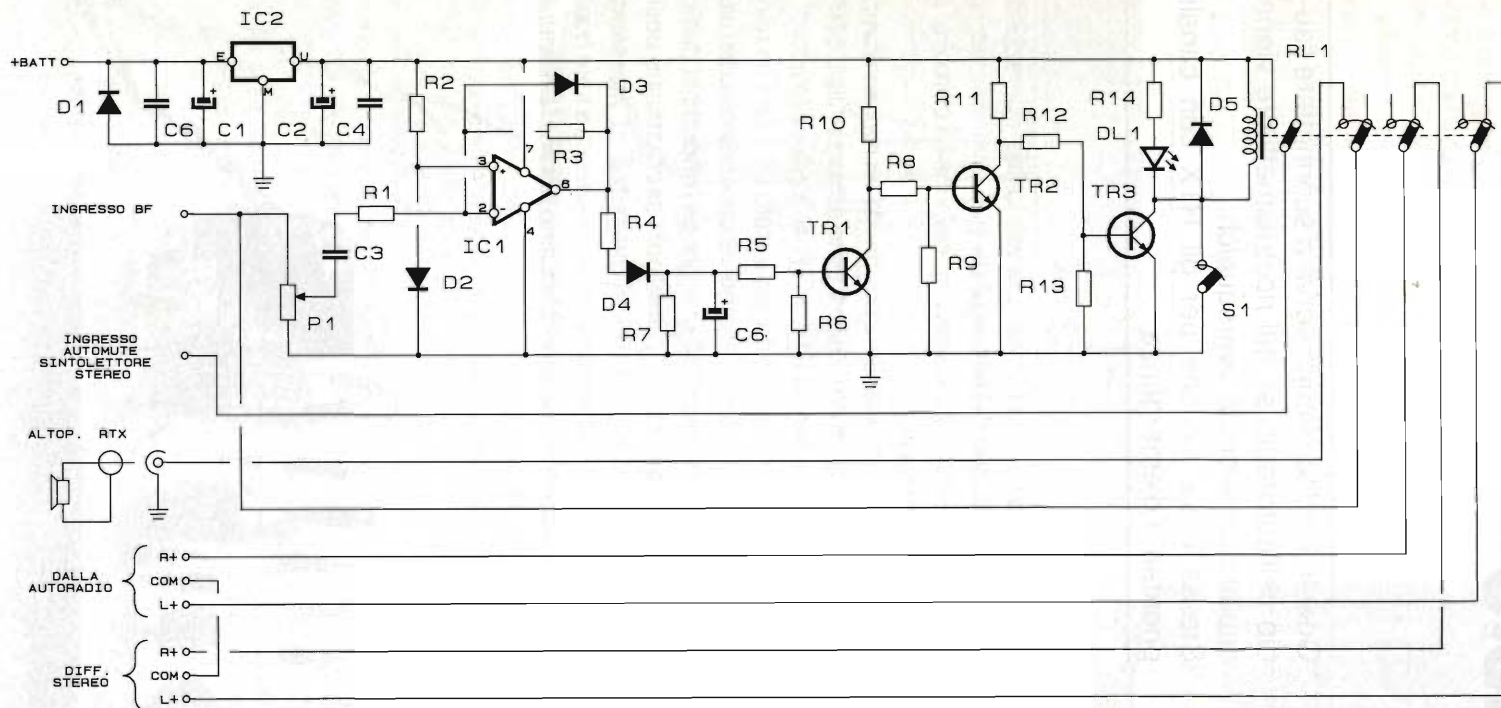 IC2
+BATT
E
U
M
D1
C6
C1
C2
C4
R2
D3
R3
7
3
+
2
-
6
4
IC1
INGRESSO BF
R1
C3
P1
D2
R4
D4
R7
C6
R5
R6
TR1
R10
R8
R9
R11
R12
TR2
R13
R14
DL1
TR3
D5
S1
RL1
INGRESSO
AUTOMUTE
SINTOLETTORE
STEREO
ALTOP. RTX
DALLA
AUTORADIO
R+
COM
L+
DIFF.
STEREO
R+
COM
L+